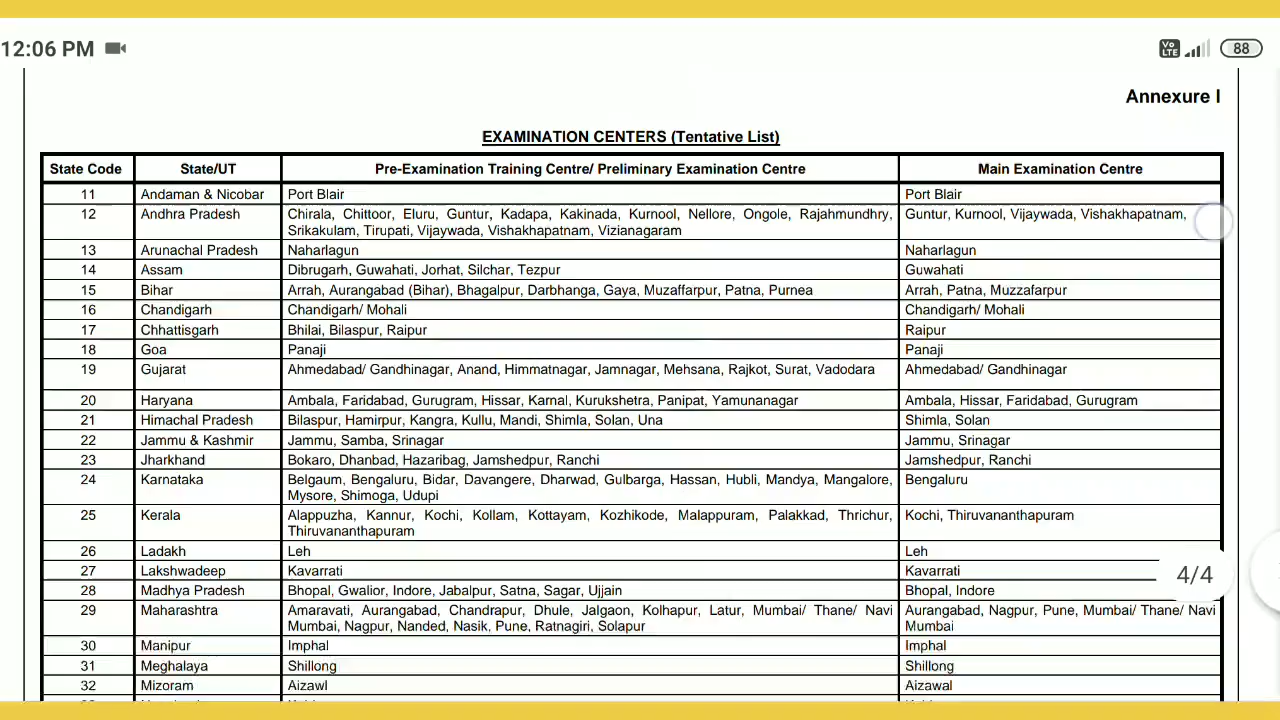 12:06 PM
Vo LTE 88
Annexure I
EXAMINATION CENTERS (Tentative List)
State Code State/UT Pre-Examination Training Centre/ Preliminary Examination Centre Main Examination Centre
11 Andaman & Nicobar Port Blair Port Blair
12 Andhra Pradesh Chirala, Chittoor, Eluru, Guntur, Kadapa, Kakinada, Kurnool, Nellore, Ongole, Rajahmundhry, Guntur, Kurnool, Vijaywada, Vishakhapatnam,
Srikakulam, Tirupati, Vijaywada, Vishakhapatnam, Vizianagaram
13 Arunachal Pradesh Naharlagun Naharlagun
14 Assam Dibrugarh, Guwahati, Jorhat, Silchar, Tezpur Guwahati
15 Bihar Arrah, Aurangabad (Bihar), Bhagalpur, Darbhanga, Gaya, Muzaffarpur, Patna, Purnea Arrah, Patna, Muzzafarpur
16 Chandigarh Chandigarh/ Mohali Chandigarh/ Mohali
17 Chhattisgarh Bhilai, Bilaspur, Raipur Raipur
18 Goa Panaji Panaji
19 Gujarat Ahmedabad/ Gandhinagar, Anand, Himmatnagar, Jamnagar, Mehsana, Rajkot, Surat, Vadodara Ahmedabad/ Gandhinagar
20 Haryana Ambala, Faridabad, Gurugram, Hissar, Karnal, Kurukshetra, Panipat, Yamunanagar Ambala, Hissar, Faridabad, Gurugram
21 Himachal Pradesh Bilaspur, Hamirpur, Kangra, Kullu, Mandi, Shimla, Solan, Una Shimla, Solan
22 Jammu & Kashmir Jammu, Samba, Srinagar Jammu, Srinagar
23 Jharkhand Bokaro, Dhanbad, Hazaribag, Jamshedpur, Ranchi Jamshedpur, Ranchi
24 Karnataka Belgaum, Bengaluru, Bidar, Davangere, Dharwad, Gulbarga, Hassan, Hubli, Mandya, Mangalore, Bengaluru
Mysore, Shimoga, Udupi
25 Kerala Alappuzha, Kannur, Kochi, Kollam, Kottayam, Kozhikode, Malappuram, Palakkad, Thrichur, Kochi, Thiruvananthapuram
Thiruvananthapuram
26 Ladakh Leh Leh
27 Lakshwadeep Kavarrati Kavarrati
4/4
28 Madhya Pradesh Bhopal, Gwalior, Indore, Jabalpur, Satna, Sagar, Ujjain Bhopal, Indore
29 Maharashtra Amaravati, Aurangabad, Chandrapur, Dhule, Jalgaon, Kolhapur, Latur, Mumbai/ Thane/ Navi Aurangabad, Nagpur, Pune, Mumbai/ Thane/ Navi
Mumbai, Nagpur, Nanded, Nasik, Pune, Ratnagiri, Solapur Mumbai
30 Manipur Imphal Imphal
31 Meghalaya Shillong Shillong
32 Mizoram Aizawl Aizawal